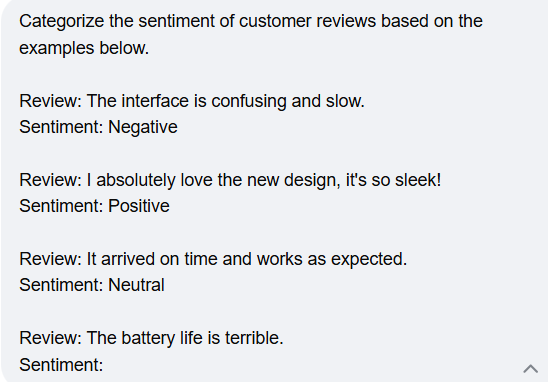 Categorize the sentiment of customer reviews based on the
examples below.
Review: The interface is confusing and slow.
Sentiment: Negative
Review: I absolutely love the new design, it's so sleek!
Sentiment: Positive
Review: It arrived on time and works as expected.
Sentiment: Neutral
Review: The battery life is terrible.
Sentiment: